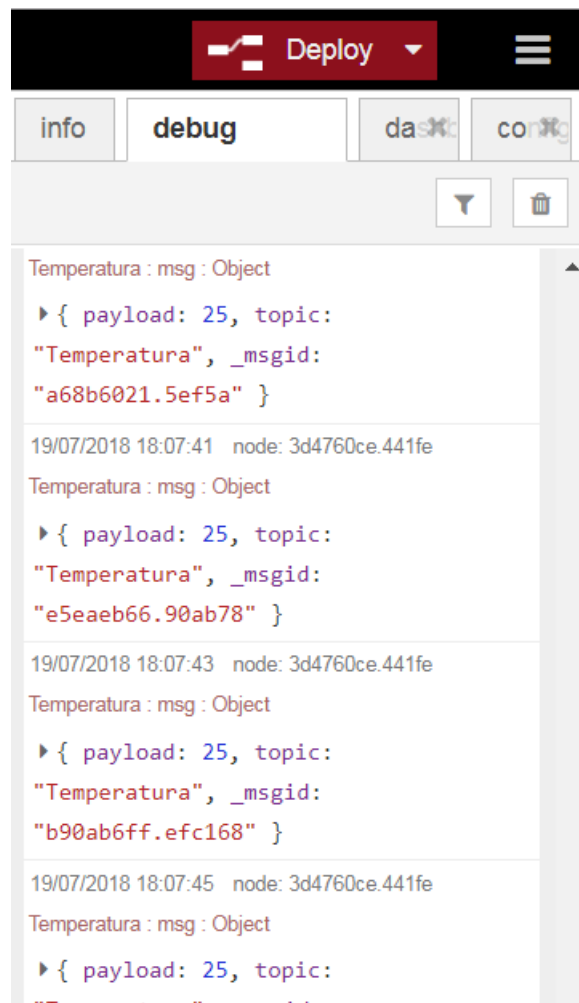 Deploy
info debug dasb cong
Temperatura : msg : Object
{ payload: 25, topic:
"Temperatura", _msgid:
"a68b6021.5ef5a" }
19/07/2018 18:07:41 node: 3d4760ce.441fe
Temperatura : msg : Object
{ payload: 25, topic:
"Temperatura", _msgid:
"e5eaeb66.90ab78" }
19/07/2018 18:07:43 node: 3d4760ce.441fe
Temperatura : msg : Object
{ payload: 25, topic:
"Temperatura", _msgid:
"b90ab6ff.efc168" }
19/07/2018 18:07:45 node: 3d4760ce.441fe
Temperatura : msg : Object
{ payload: 25, topic: